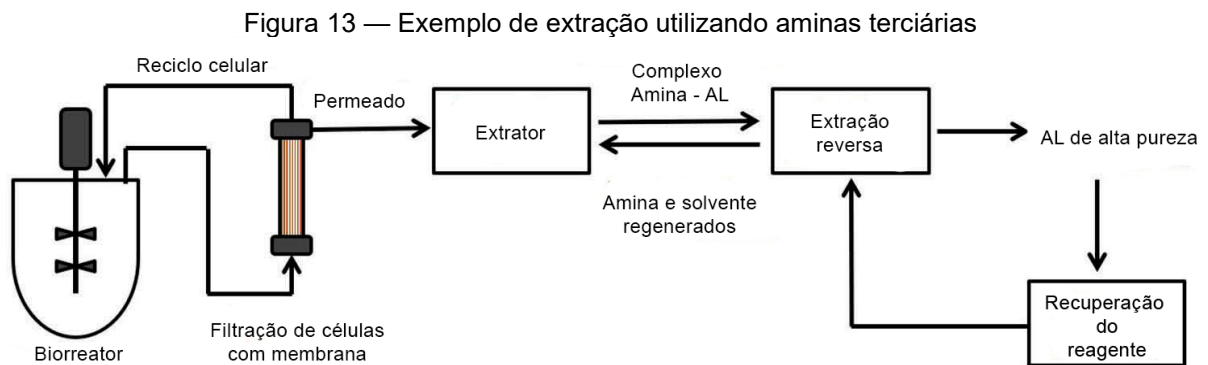 Figura 13 — Exemplo de extração utilizando aminas terciárias
Reciclo celular
Permeado
Extrator
Complexo
Amina - AL
Extração
reversa
AL de alta pureza
Amina e solvente
regenerados
Recuperação
do
reagente
Filtração de células
com membrana
Biorreator